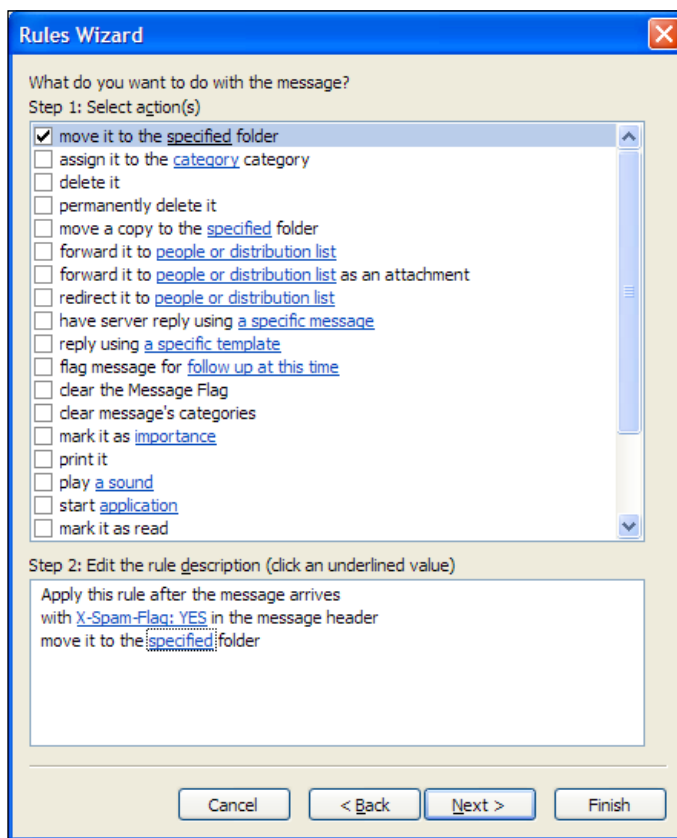 Rules Wizard
What do you want to do with the message?
Step 1: Select action(s)
move it to the specified folder
assign it to the category category
delete it
permanently delete it
move a copy to the specified folder
forward it to people or distribution list
forward it to people or distribution list as an attachment
redirect it to people or distribution list
have server reply using a specific message
reply using a specific template
flag message for follow up at this time
clear the Message Flag
clear message's categories
mark it as importance
print it
play a sound
start application
mark it as read
Step 2: Edit the rule description (click an underlined value)
Apply this rule after the message arrives
with X-Spam-Flag: YES in the message header
move it to the specified folder
Cancel < Back Next > Finish